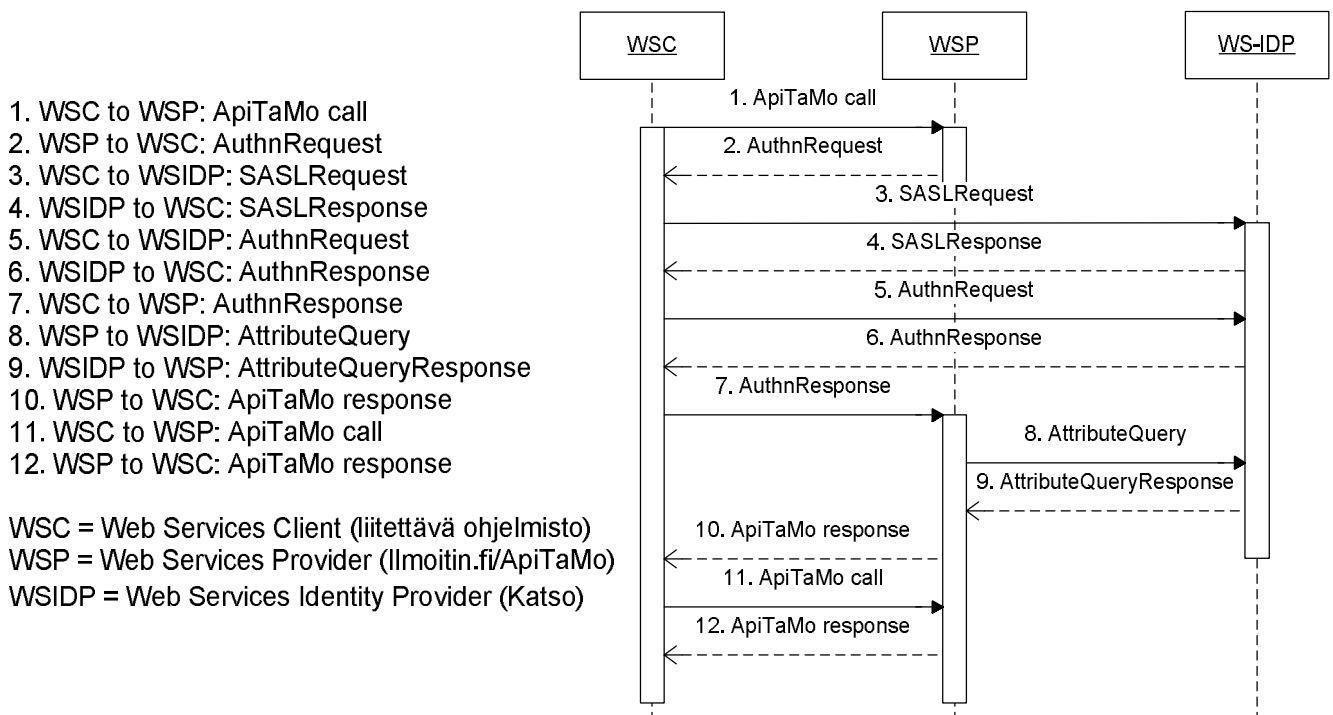 1. WSC to WSP: ApiTaMo call
2. WSP to WSC: AuthnRequest
3. WSC to WSIDP: SASLRequest
4. WSIDP to WSC: SASLResponse
5. WSC to WSIDP: AuthnRequest
6. WSIDP to WSC: AuthnResponse
7. WSC to WSP: AuthnResponse
8. WSP to WSIDP: AttributeQuery
9. WSIDP to WSP: AttributeQueryResponse
10. WSP to WSC: ApiTaMo response
11. WSC to WSP: ApiTaMo call
12. WSP to WSC: ApiTaMo response
WSC = Web Services Client (liitettävä ohjelmisto)
WSP = Web Services Provider (Ilmoitin.fi/ApiTaMo)
WSIDP = Web Services Identity Provider (Katso)
WSC
WSP
WS-IDP
1. ApiTaMo call
2. AuthnRequest
3. SASLRequest
4. SASLResponse
5. AuthnRequest
6. AuthnResponse
7. AuthnResponse
8. AttributeQuery
9. AttributeQueryResponse
10. ApiTaMo response
11. ApiTaMo call
12. ApiTaMo response